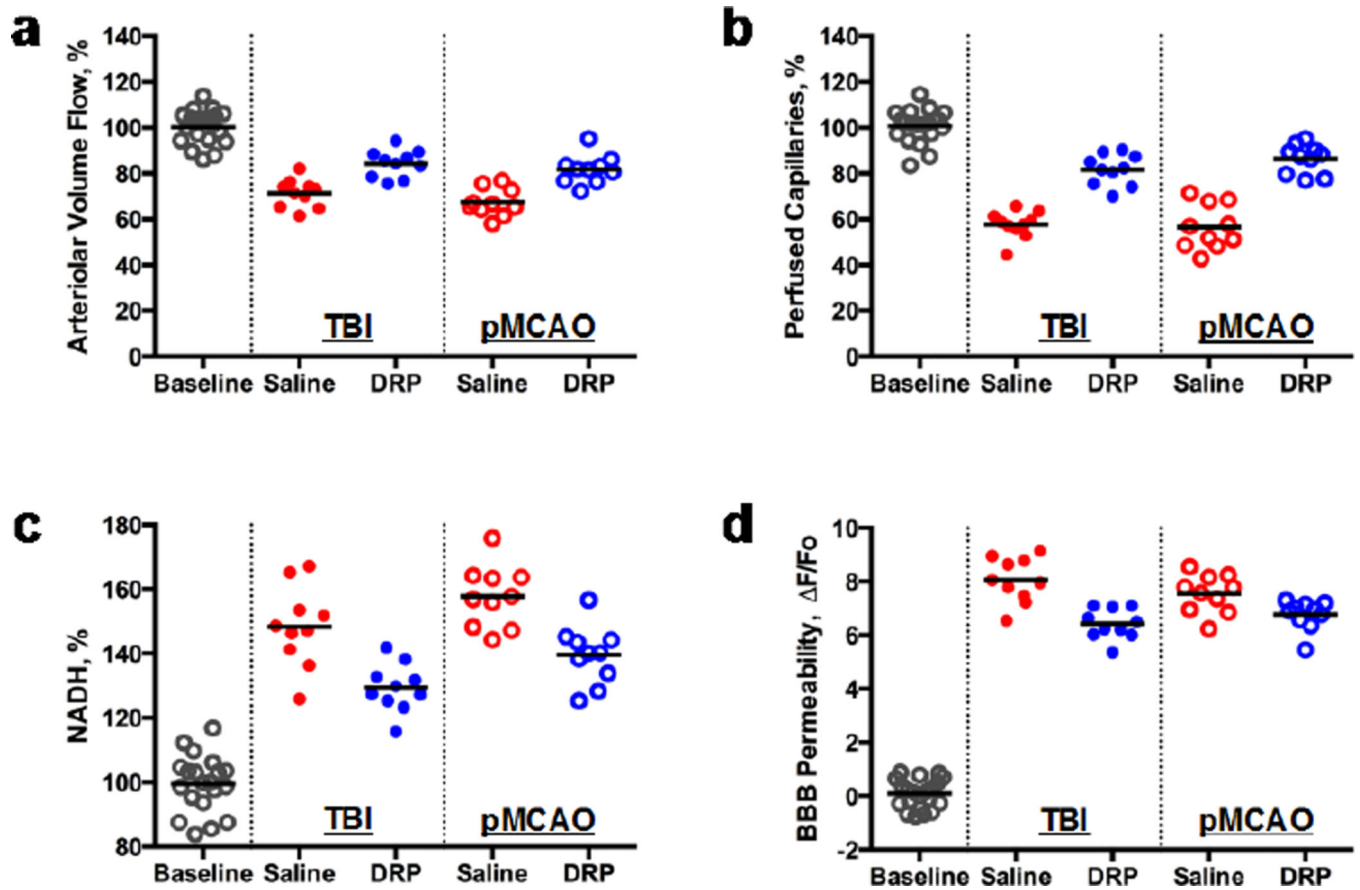 a
Arteriolar Volume Flow, %
140
120
100
80
60
40
20
0
TBI
pMCAO
Baseline
Saline
DRP
Saline
DRP
b
Perfused Capillaries, %
140
120
100
80
60
40
20
0
TBI
pMCAO
Baseline
Saline
DRP
Saline
DRP
c
NADH, %
180
160
140
120
100
80
TBI
pMCAO
Baseline
Saline
DRP
Saline
DRP
d
BBB Permeability, ΔF/Fo
10
8
6
4
2
0
-2
TBI
pMCAO
Baseline
Saline
DRP
Saline
DRP